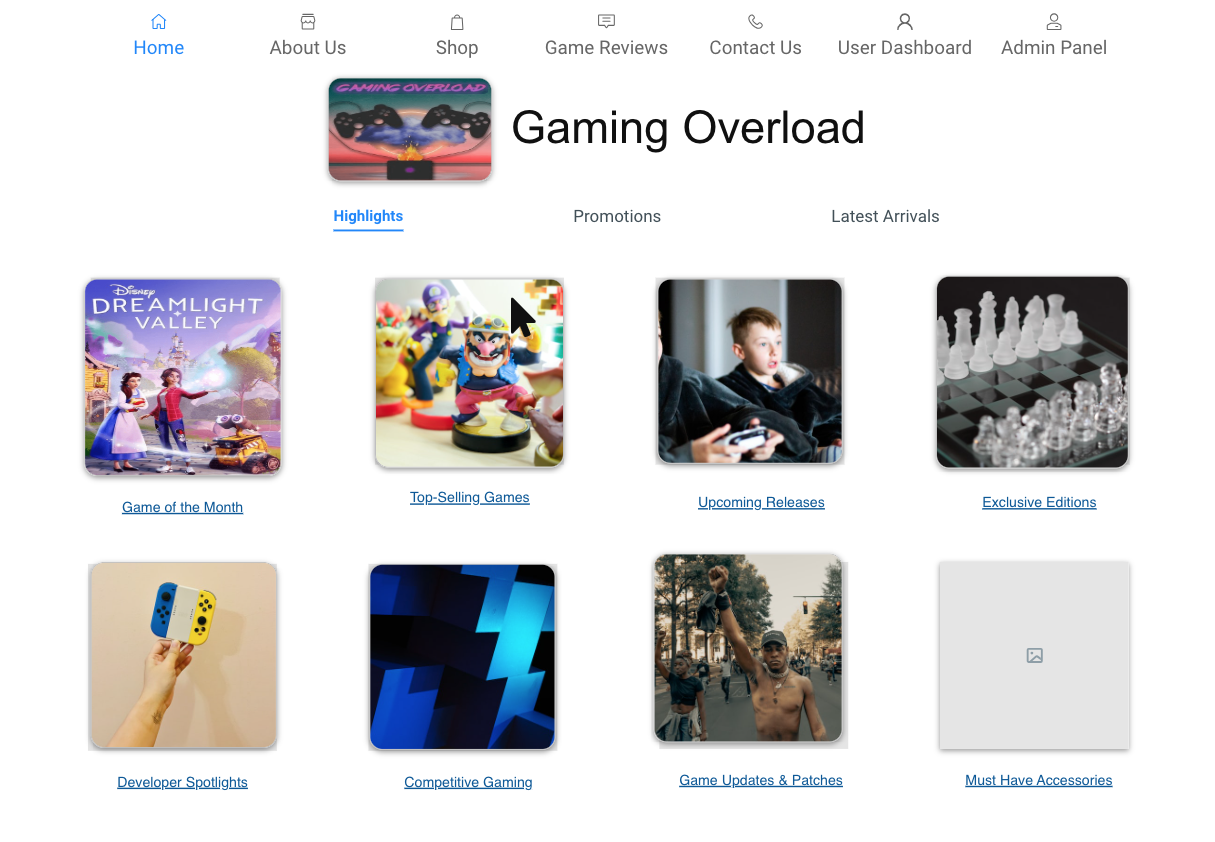 Home
About Us
Shop
Game Reviews
Contact Us
User Dashboard
Admin Panel
GAMING OVERLOAD
Gaming Overload
Highlights
Promotions
Latest Arrivals
Disney
DREAMLIGHT
VALLEY
Game of the Month
Top-Selling Games
Upcoming Releases
Exclusive Editions
Developer Spotlights
Competitive Gaming
Game Updates & Patches
Must Have Accessories